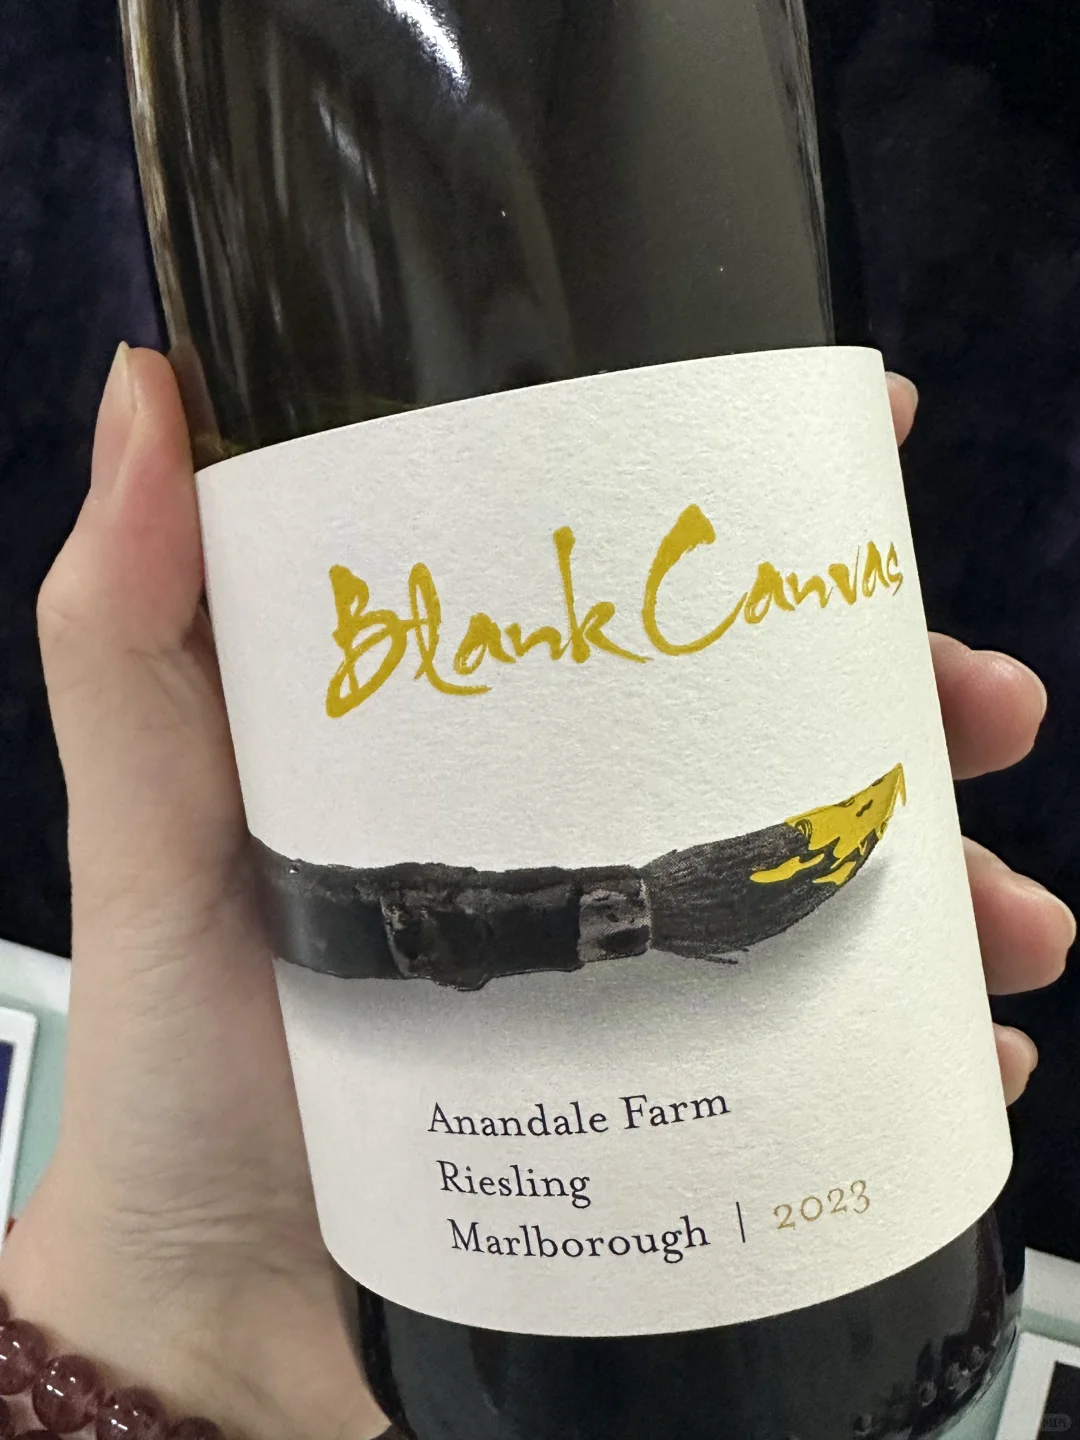 Blank Canvas
Anandale Farm
Riesling
Marlborough | 2023